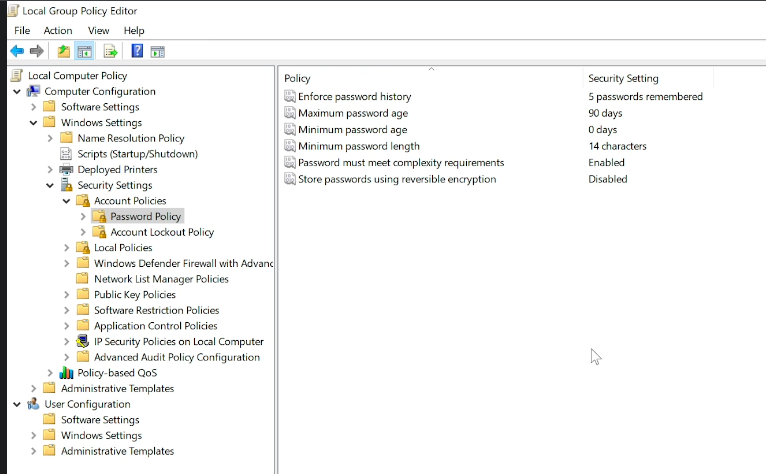 Local Group Policy Editor
File Action View Help
Local Computer Policy
Computer Configuration
Software Settings
Windows Settings
Name Resolution Policy
Scripts (Startup/Shutdown)
Deployed Printers
Security Settings
Account Policies
Password Policy
Account Lockout Policy
Local Policies
Windows Defender Firewall with Advanc
Network List Manager Policies
Public Key Policies
Software Restriction Policies
Application Control Policies
IP Security Policies on Local Computer
Advanced Audit Policy Configuration
Policy-based QoS
Administrative Templates
User Configuration
Software Settings
Windows Settings
Administrative Templates
Policy Security Setting
Enforce password history 5 passwords remembered
Maximum password age 90 days
Minimum password age 0 days
Minimum password length 14 characters
Password must meet complexity requirements Enabled
Store passwords using reversible encryption Disabled